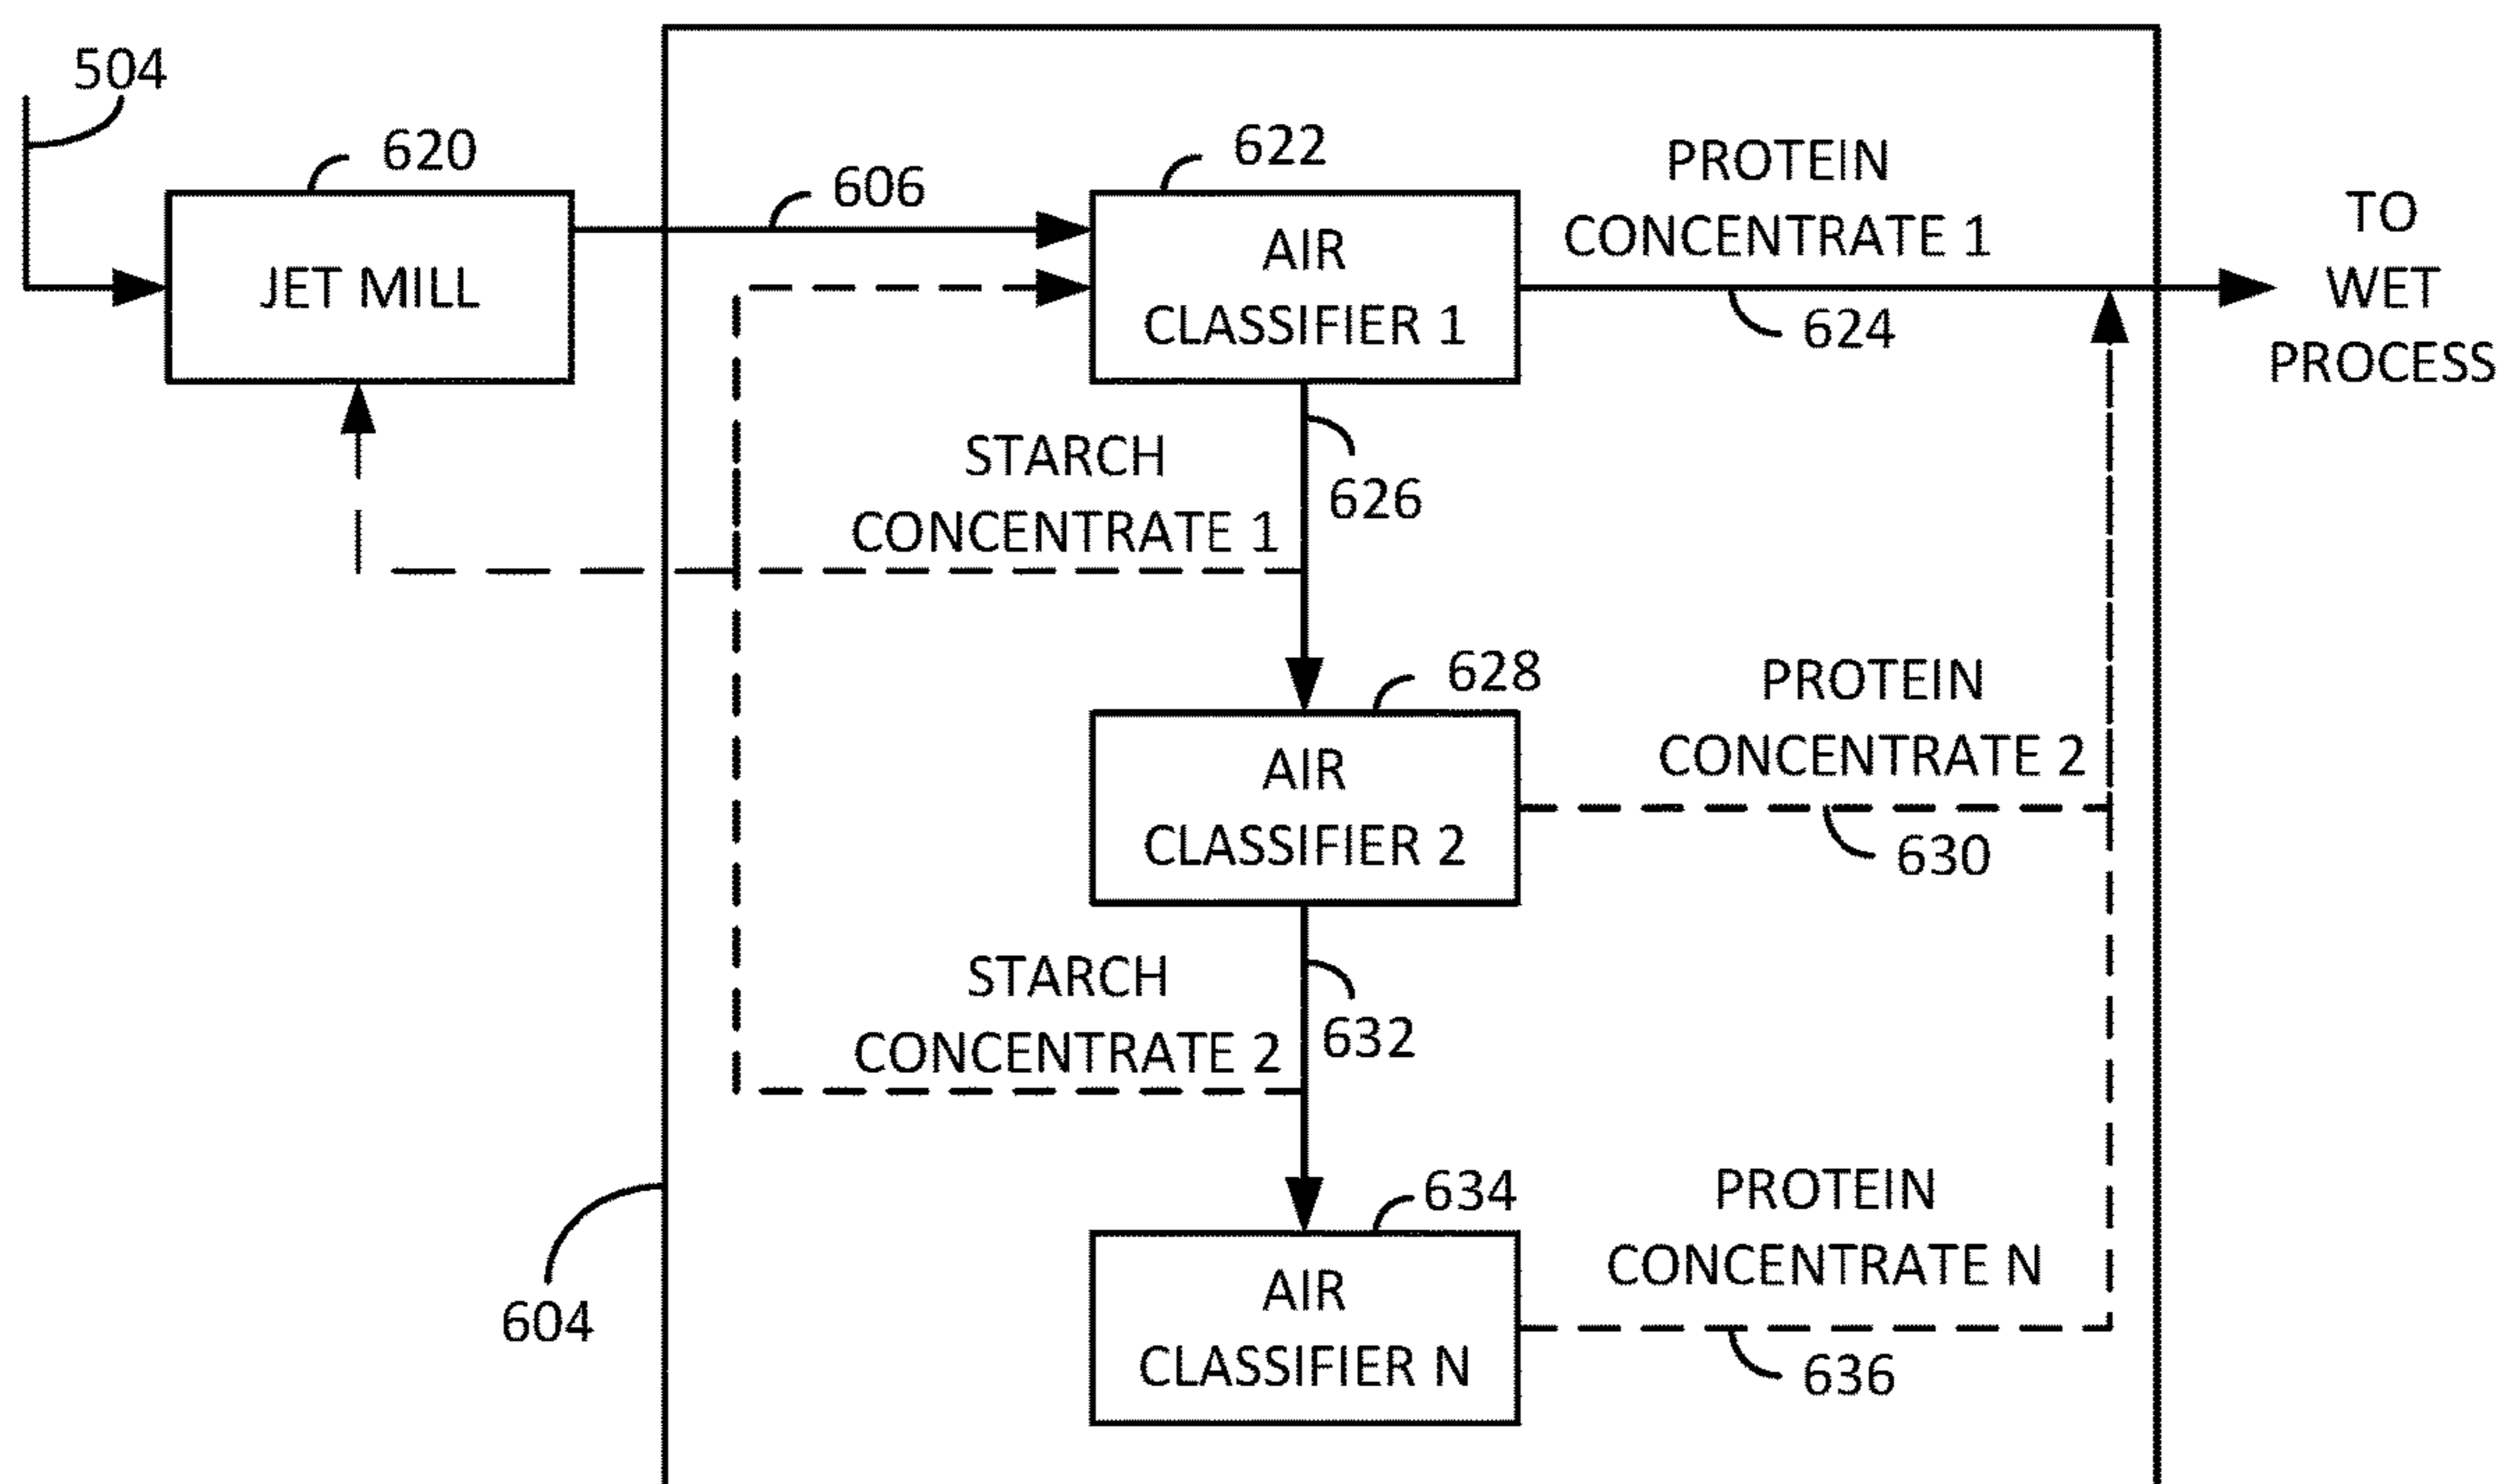 504
620
JET MILL
606
622
AIR
CLASSIFIER 1
PROTEIN
CONCENTRATE 1
624
TO
WET
PROCESS
STARCH
CONCENTRATE 1
626
628
AIR
CLASSIFIER 2
PROTEIN
CONCENTRATE 2
630
STARCH
CONCENTRATE 2
632
634
AIR
CLASSIFIER N
PROTEIN
CONCENTRATE N
636
604